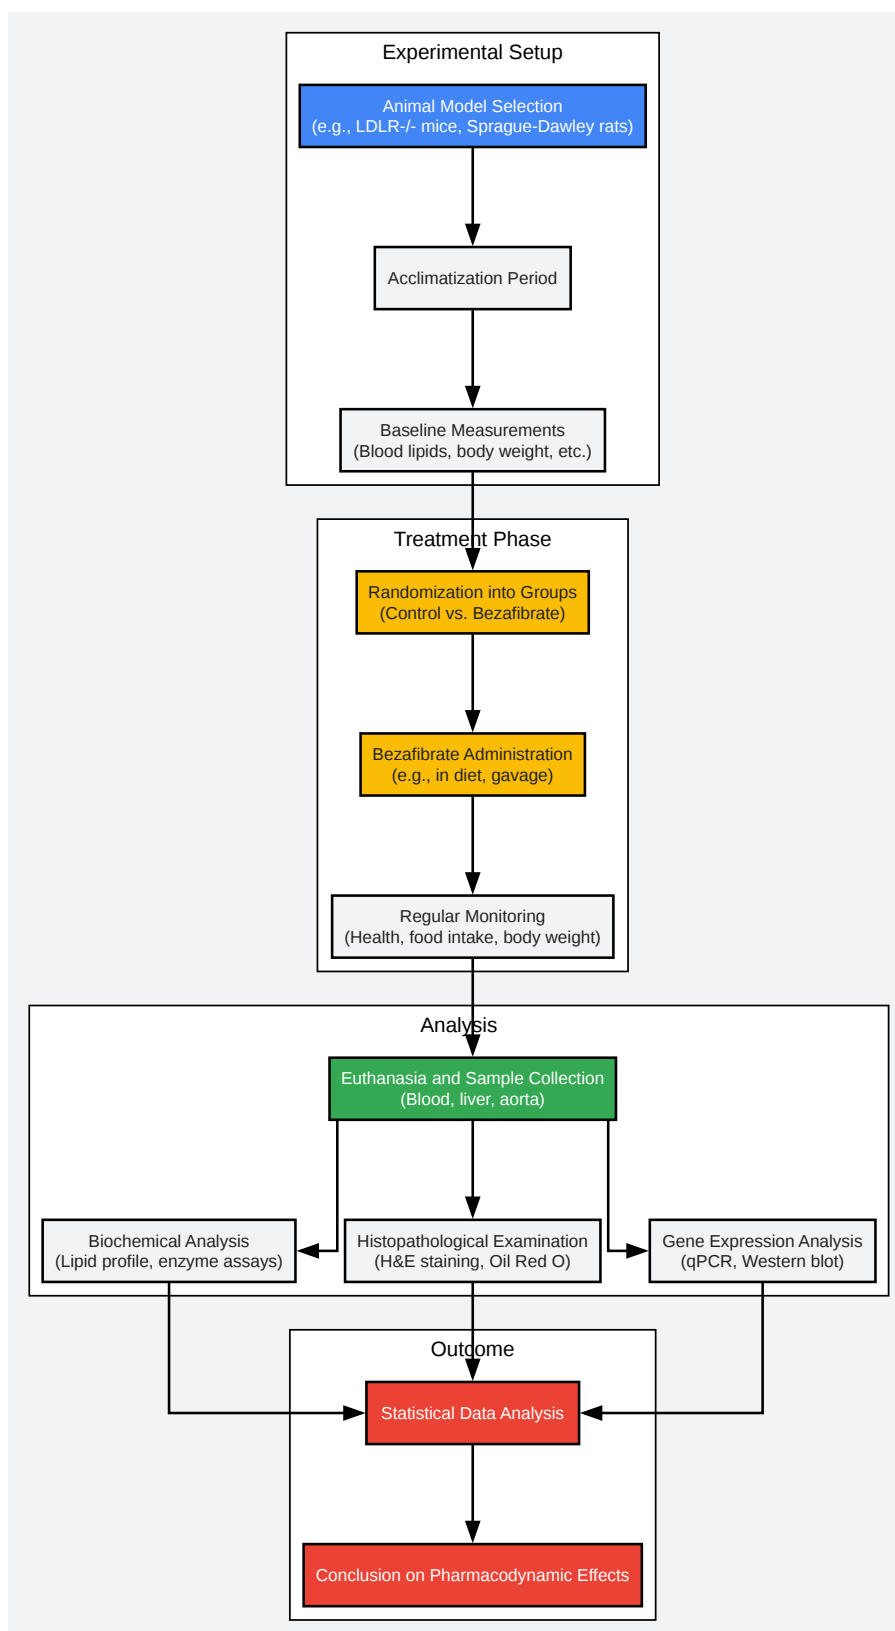 Experimental Setup
Animal Model Selection
(e.g., LDLR-/- mice, Sprague-Dawley rats)
Acclimatization Period
Baseline Measurements
(Blood lipids, body weight, etc.)
Treatment Phase
Randomization into Groups
(Control vs. Bezafibrate)
Bezafibrate Administration
(e.g., in diet, gavage)
Regular Monitoring
(Health, food intake, body weight)
Analysis
Euthanasia and Sample Collection
(Blood, liver, aorta)
Biochemical Analysis
(Lipid profile, enzyme assays)
Histopathological Examination
(H&E staining, Oil Red O)
Gene Expression Analysis
(qPCR, Western blot)
Outcome
Statistical Data Analysis
Conclusion on Pharmacodynamic Effects